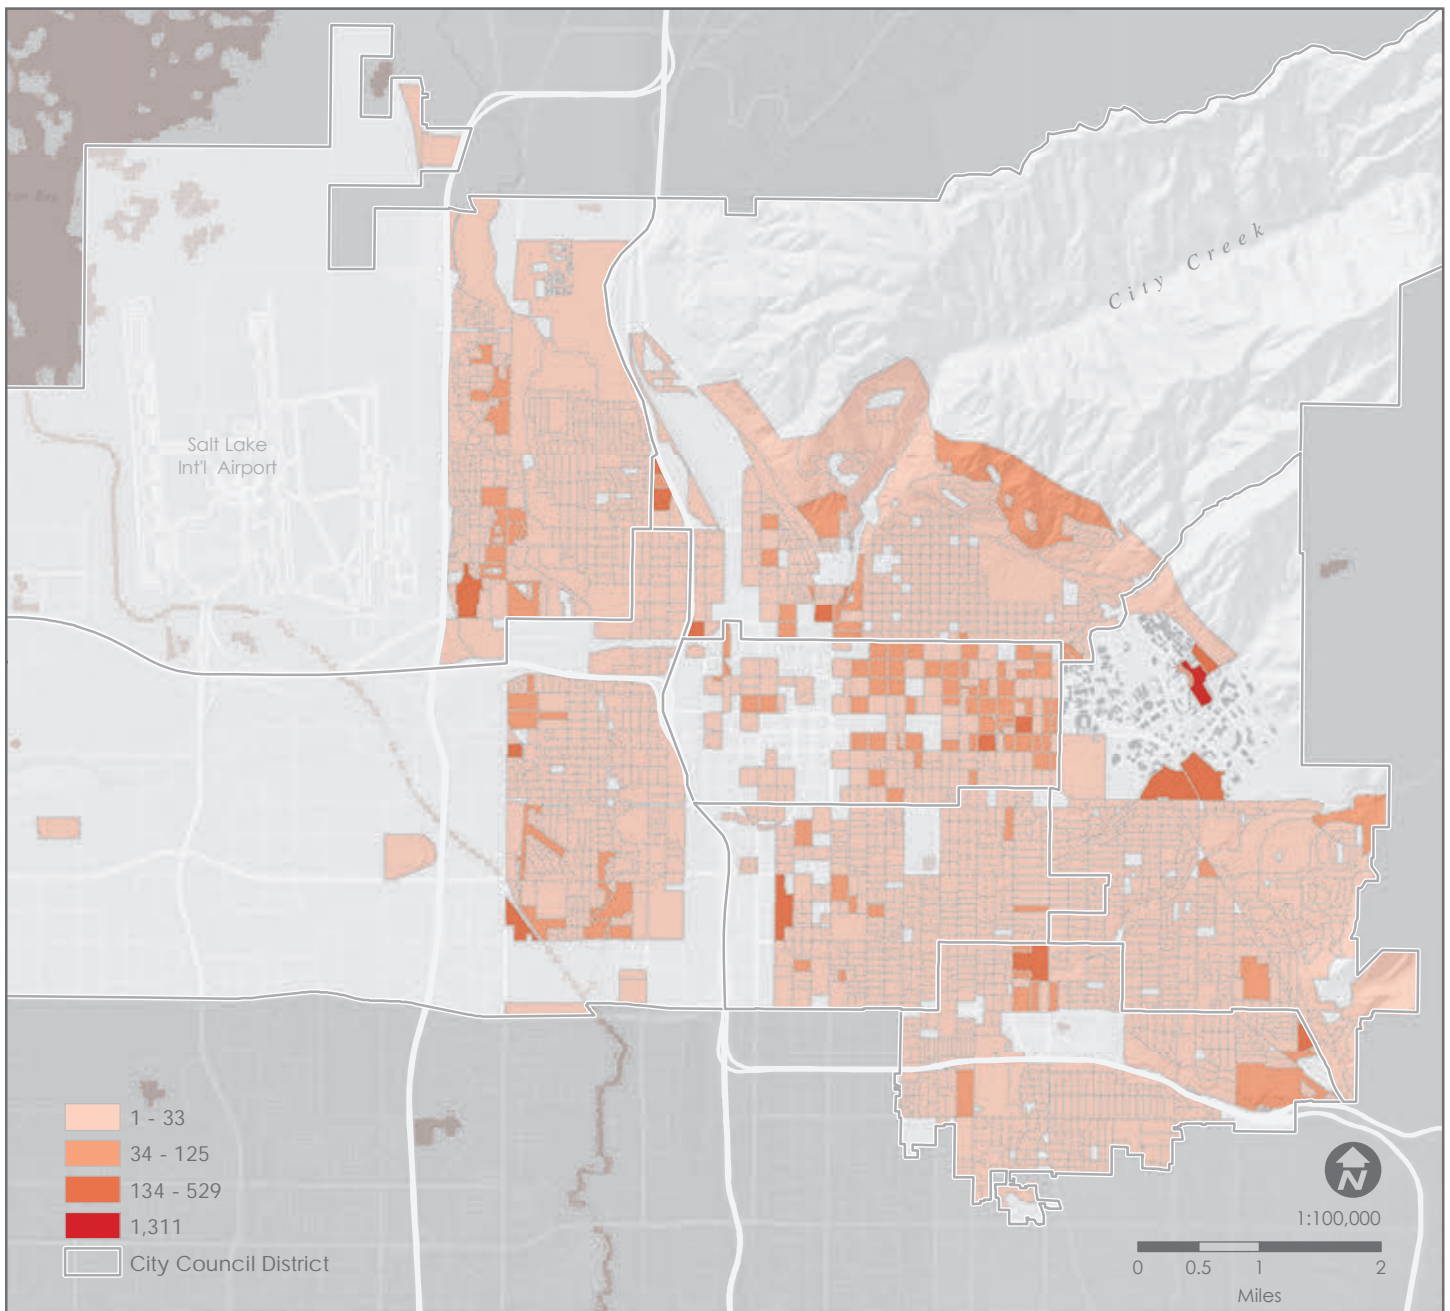 City Creek
Salt Lake
Int'l Airport
1 - 33
34 - 125
134 - 529
1,311
City Council District
N
1:100,000
0 0.5 1 2
Miles